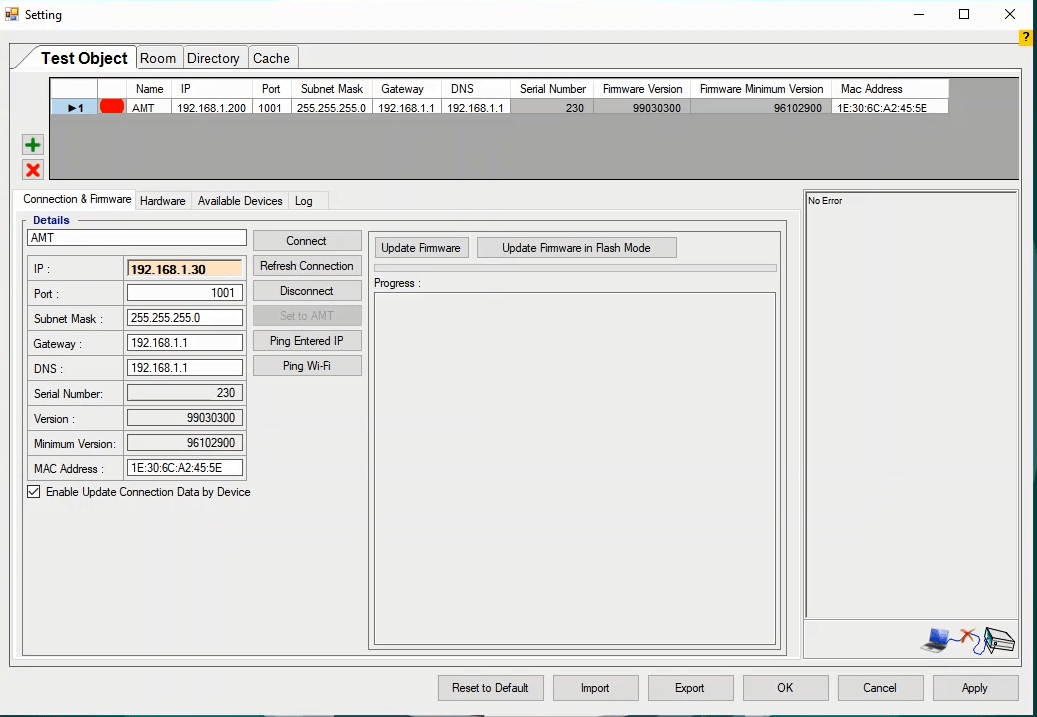 Setting
?
Test Object Room Directory Cache
Name IP Port Subnet Mask Gateway DNS Serial Number Firmware Version Firmware Minimum Version Mac Address
1 AMT 192.168.1.200 1001 255.255.255.0 192.168.1.1 192.168.1.1 230 99030300 96102900 1E:30:6C:A2:45:5E
Connection & Firmware Hardware Available Devices Log
No Error
Details
AMT Connect
Update Firmware Update Firmware in Flash Mode
IP : 192.168.1.30 Refresh Connection
Progress :
Port : 1001 Disconnect
Subnet Mask : 255.255.255.0 Set to AMT
Gateway : 192.168.1.1 Ping Entered IP
DNS : 192.168.1.1 Ping Wi-Fi
Serial Number: 230
Version : 99030300
Minimum Version: 96102900
MAC Address : 1E:30:6C:A2:45:5E
Enable Update Connection Data by Device
Reset to Default Import Export OK Cancel Apply